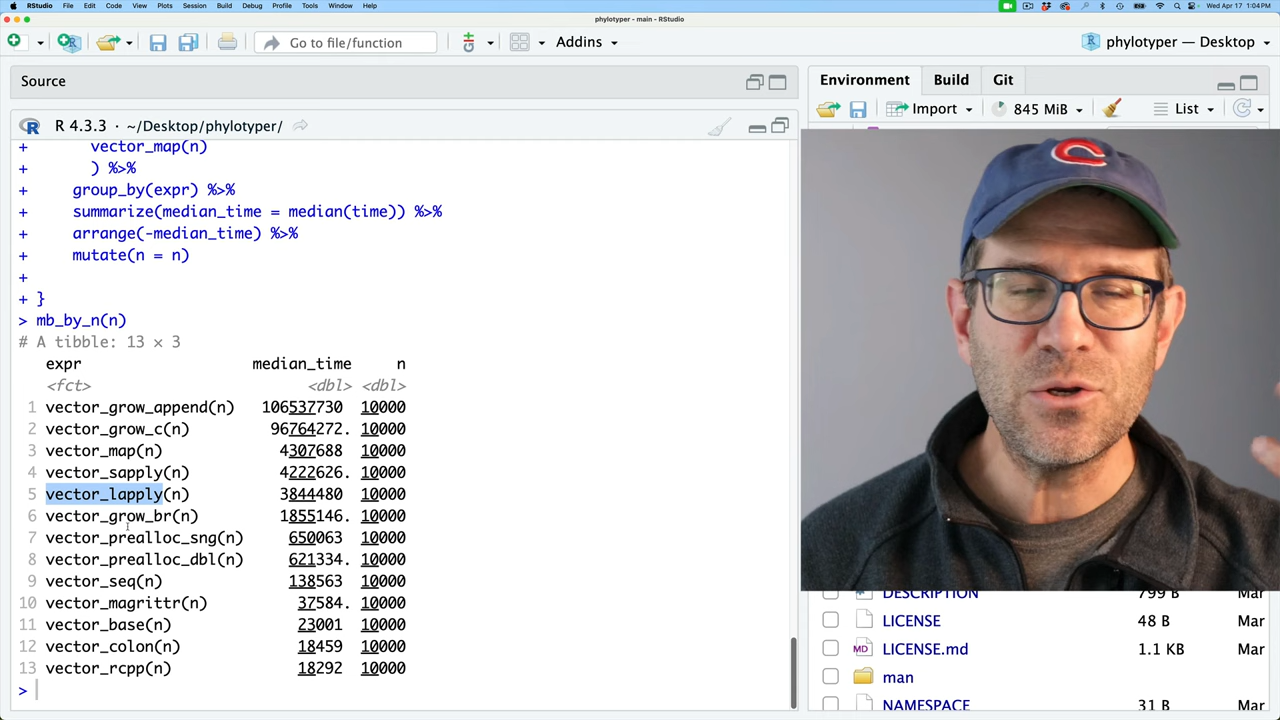 RStudio File Edit Code View Plots Session Build Debug Profile Tools Window Help Wed Apr 17 1:04 PM
phylotyper - main - RStudio
Go to file/function Addins phylotyper — Desktop
Source
Environment Build Git
Import 845 MiB List
R 4.3.3 · ~/Desktop/phylotyper/
+ vector_map(n)
+ ) %>%
+ group_by(expr) %>%
+ summarize(median_time = median(time)) %>%
+ arrange(-median_time) %>%
+ mutate(n = n)
+
+ }
> mb_by_n(n)
# A tibble: 13 × 3
expr median_time n
<fct> <dbl> <dbl>
1 vector_grow_append(n) 106537730 10000
2 vector_grow_c(n) 96764272. 10000
3 vector_map(n) 4307688 10000
4 vector_sapply(n) 4222626. 10000
5 vector_lapply(n) 3844480 10000
6 vector_grow_br(n) 1855146. 10000
7 vector_prealloc_sng(n) 650063 10000
8 vector_prealloc_dbl(n) 621334. 10000
9 vector_seq(n) 138563 10000
10 vector_magrittr(n) 37584. 10000
11 vector_base(n) 23001 10000
12 vector_colon(n) 18459 10000
13 vector_rcpp(n) 18292 10000
>
DESCRIPTION 799 B Mar
LICENSE 48 B Mar
LICENSE.md 1.1 KB Mar
man
NAMESPACE 31 B Mar